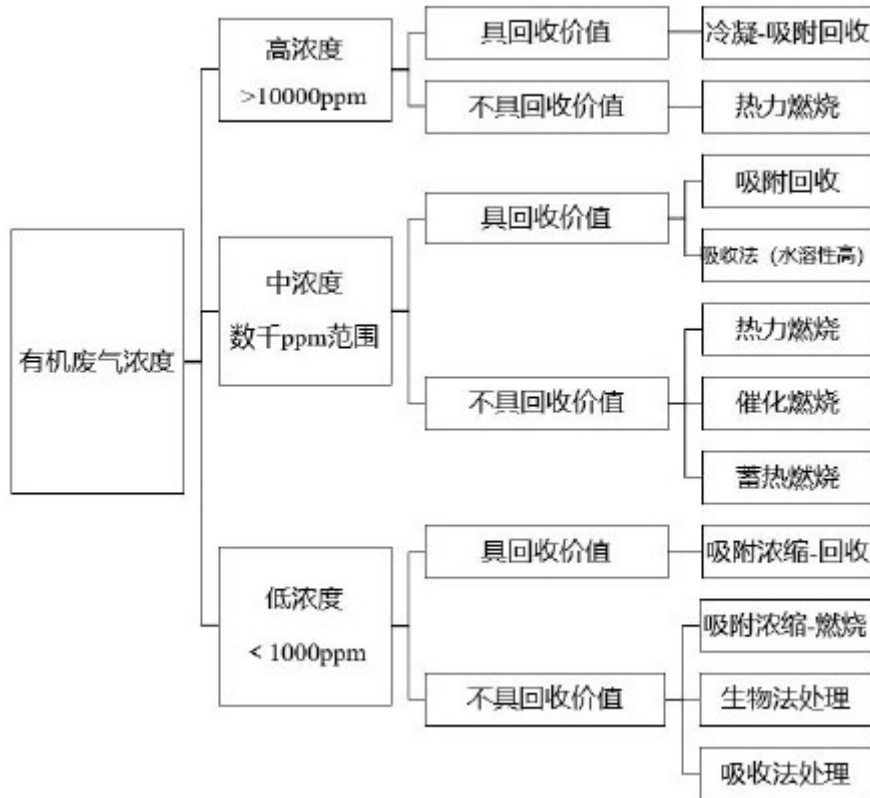 有机废气浓度
高浓度
>10000ppm
具回收价值
冷凝-吸附回收
不具回收价值
热力燃烧
中浓度
数千ppm范围
具回收价值
吸附回收
吸收法（水溶性高）
不具回收价值
热力燃烧
催化燃烧
蓄热燃烧
低浓度
< 1000ppm
具回收价值
吸附浓缩-回收
不具回收价值
吸附浓缩-燃烧
生物法处理
吸收法处理